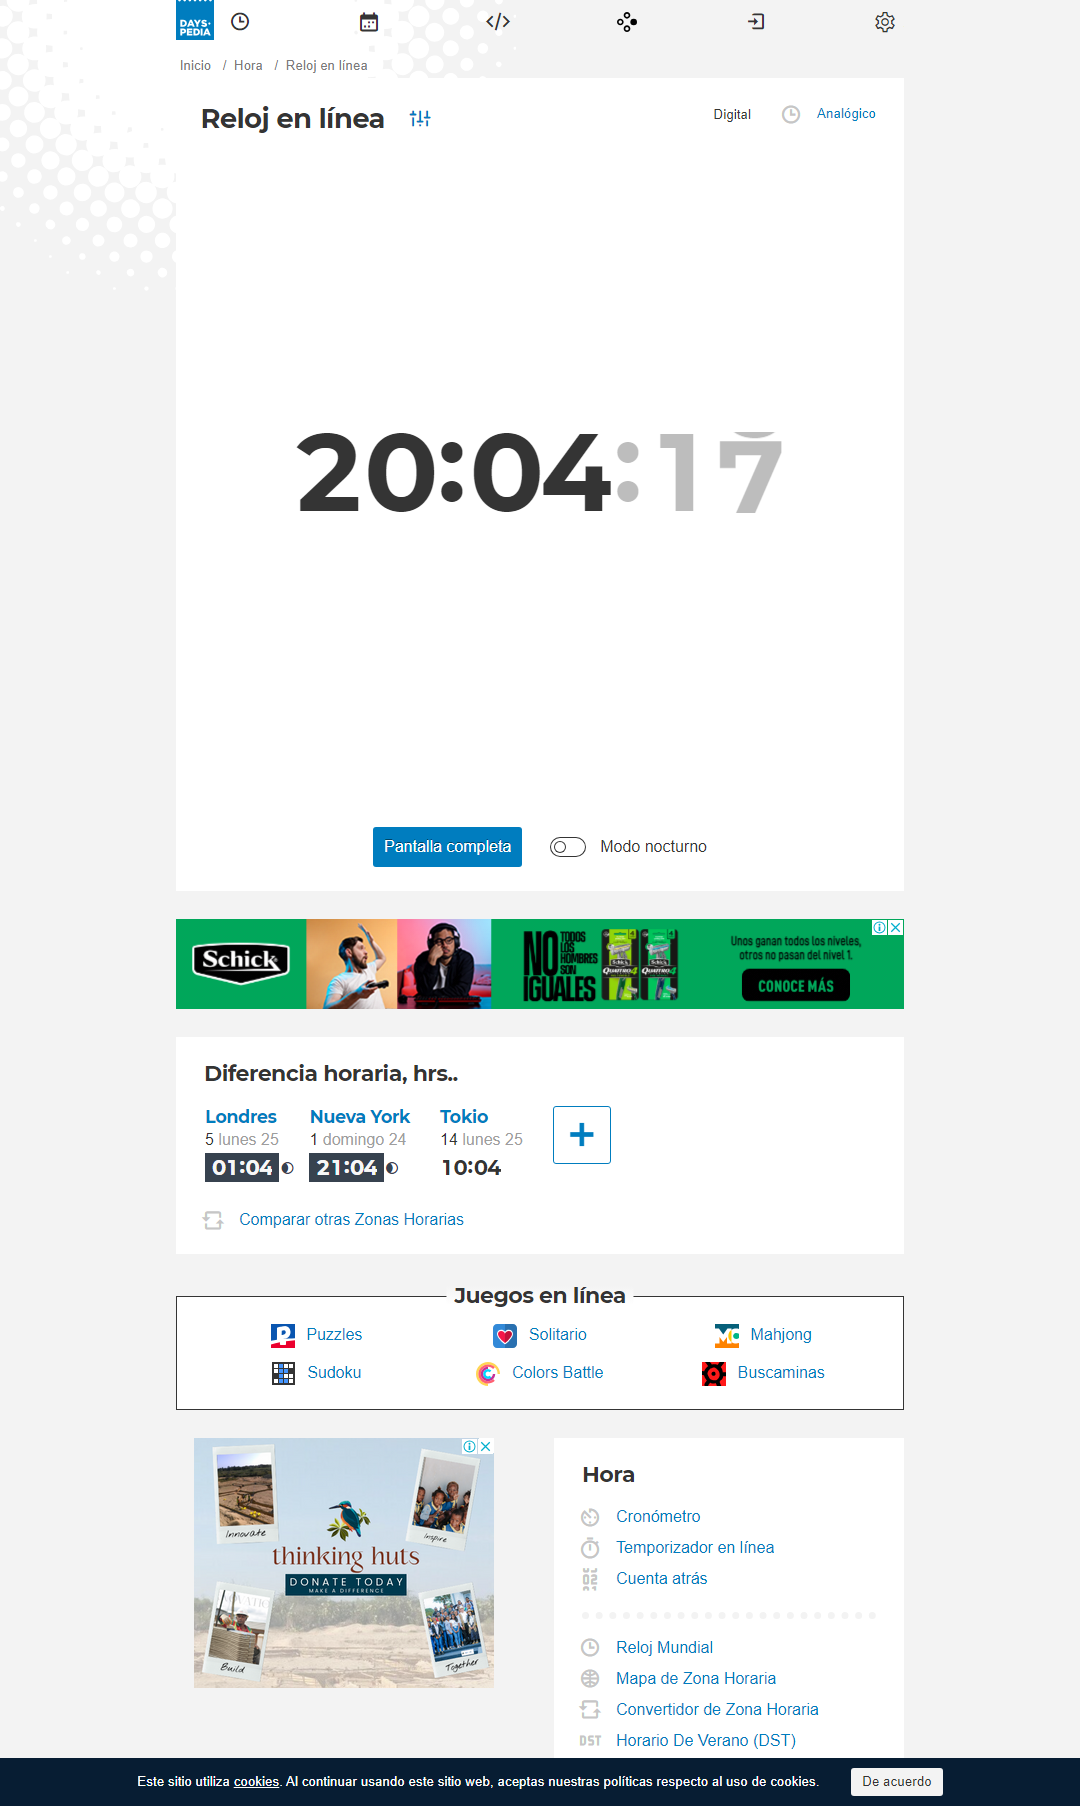 DAYS·
PEDIA
Inicio / Hora / Reloj en línea
Reloj en línea
Digital
Analógico
20:04:17
Pantalla completa
Modo nocturno
Schick
NO TODOS LOS HOMBRES SON IGUALES
QUATTRO4
QUATTRO4
Unos ganan todos los niveles,
otros no pasan del nivel 1.
CONOCE MÁS
Diferencia horaria, hrs..
Londres
5 lunes 25
01:04
Nueva York
1 domingo 24
21:04
Tokio
14 lunes 25
10:04
+
Comparar otras Zonas Horarias
Juegos en línea
Puzzles
Solitario
Mahjong
Sudoku
Colors Battle
Buscaminas
Innovate
Inspire
thinking huts
DONATE TODAY
MAKE A DIFFERENCE
Build
Together
Hora
Cronómetro
Temporizador en línea
Cuenta atrás
Reloj Mundial
Mapa de Zona Horaria
Convertidor de Zona Horaria
DST Horario De Verano (DST)
Este sitio utiliza cookies. Al continuar usando este sitio web, aceptas nuestras políticas respecto al uso de cookies.
De acuerdo